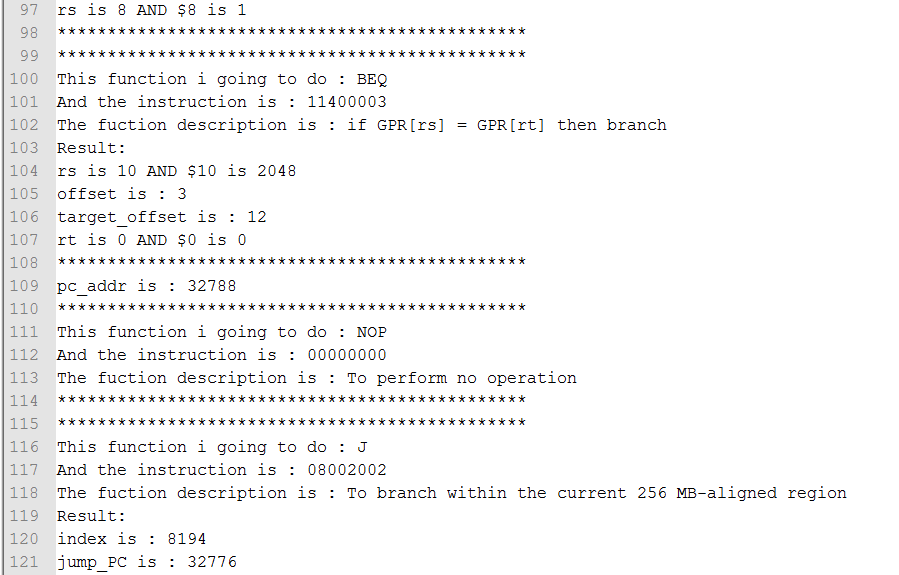 97 rs is 8 AND $8 is 1
98 ***********************************************
99 ***********************************************
100 This function i going to do : BEQ
101 And the instruction is : 11400003
102 The fuction description is : if GPR[rs] = GPR[rt] then branch
103 Result:
104 rs is 10 AND $10 is 2048
105 offset is : 3
106 target_offset is : 12
107 rt is 0 AND $0 is 0
108 ***********************************************
109 pc_addr is : 32788
110 ***********************************************
111 This function i going to do : NOP
112 And the instruction is : 00000000
113 The fuction description is : To perform no operation
114 ***********************************************
115 ***********************************************
116 This function i going to do : J
117 And the instruction is : 08002002
118 The fuction description is : To branch within the current 256 MB-aligned region
119 Result:
120 index is : 8194
121 jump_PC is : 32776